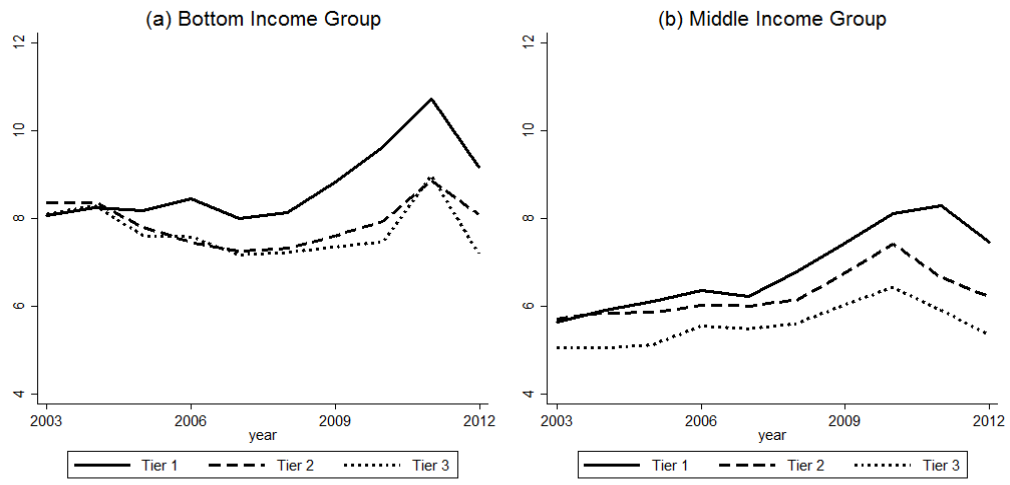 (a) Bottom Income Group
12
10
8
6
4
2003 2006 2009 2012
year
Tier 1 Tier 2 Tier 3
(b) Middle Income Group
12
10
8
6
4
2003 2006 2009 2012
year
Tier 1 Tier 2 Tier 3